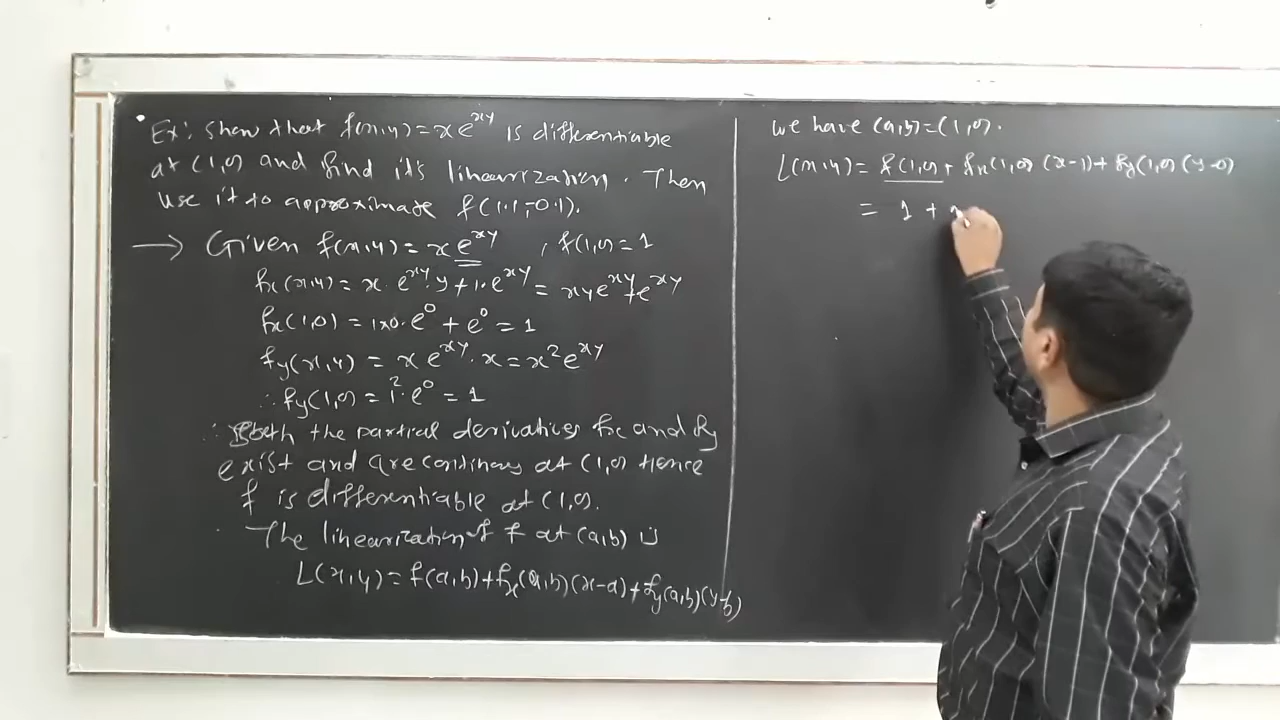 Ex: Show that f(x,y) = x e^{xy} is differentiable
at (1,0) and find it's linearization. Then
use it to approximate f(1.1,-0.1).
→ Given f(x,y) = x e^{xy} , f(1,0) = 1
fx(x,y) = x. e^{xy}. y + 1. e^{xy} = xy e^{xy} + e^{xy}
fx(1,0) = 1x0. e^0 + e^0 = 1
fy(x,y) = x e^{xy}. x = x^2 e^{xy}
∴ fy(1,0) = 1^2. e^0 = 1
∴ Both the partial derivatives fx and fy
exist and are continuous at (1,0) Hence
f is differentiable at (1,0).
The linearization of f at (a,b) is
L(x,y) = f(a,b) + fx(a,b)(x-a) + fy(a,b)(y-b)
we have (a,b) = (1,0).
L(x,y) = f(1,0) + fx(1,0) (x-1) + fy(1,0) (y-0)
= 1 +